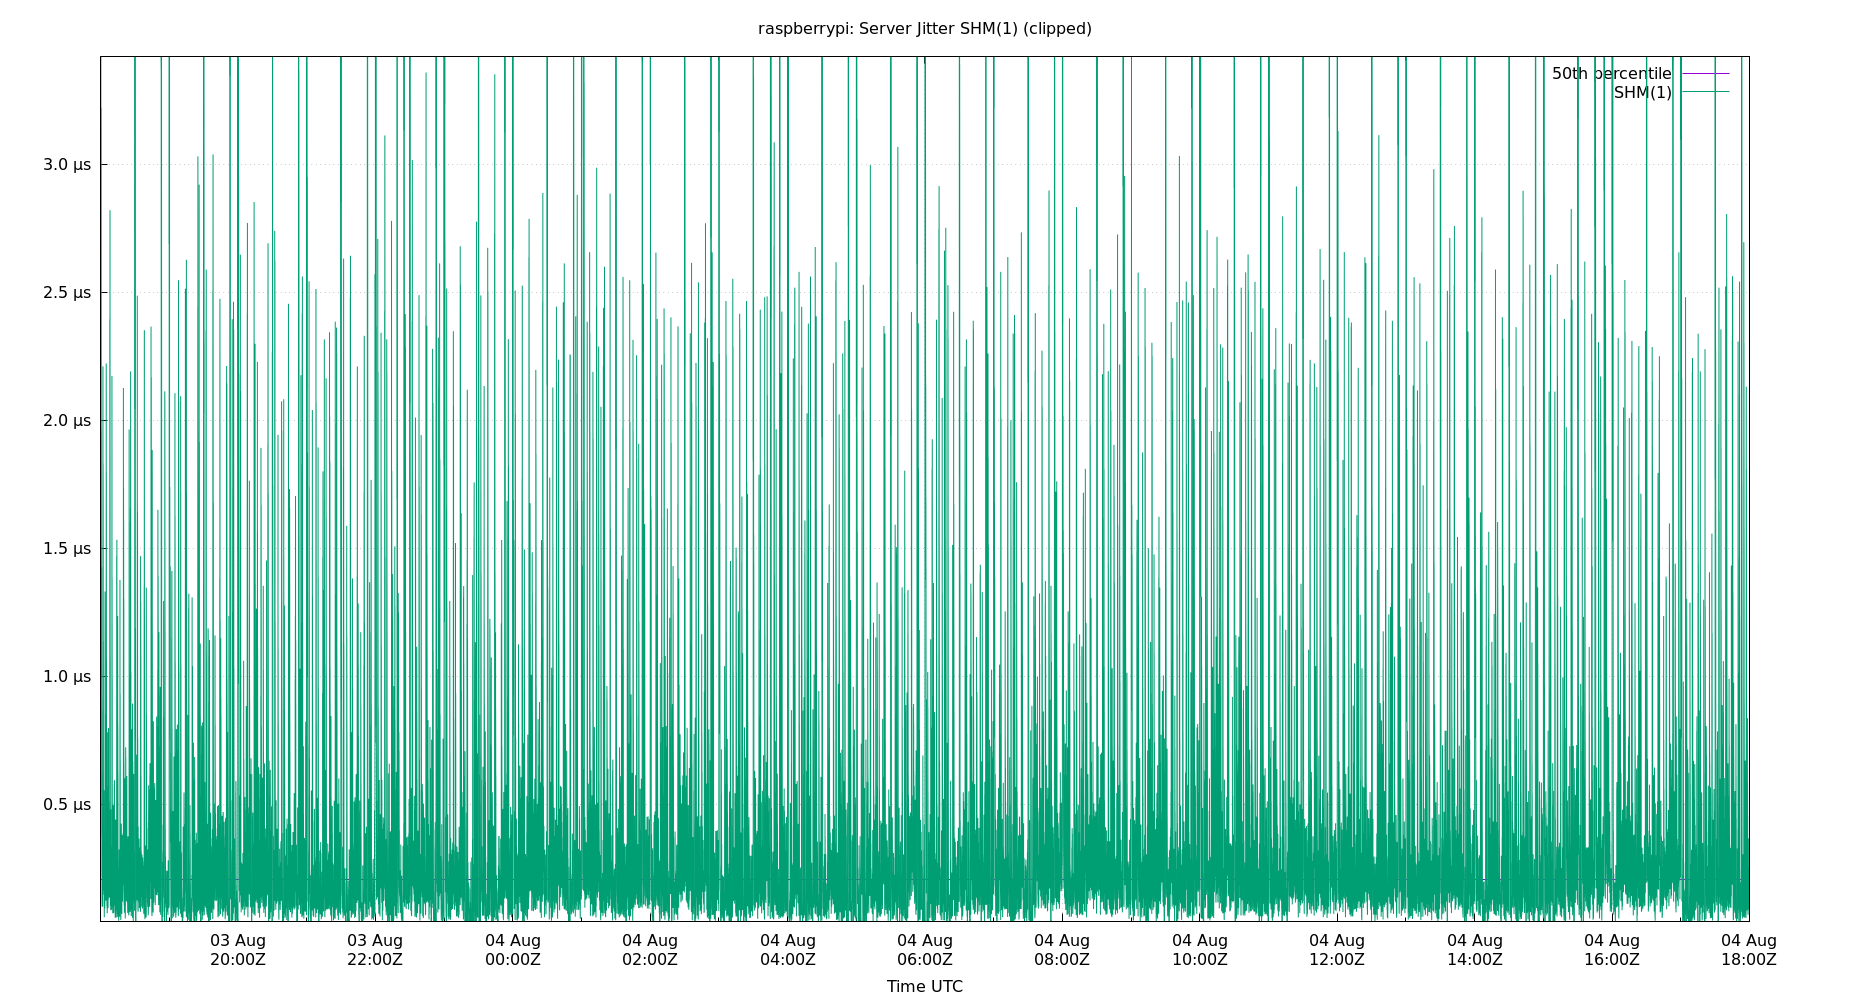 raspberrypi: Server Jitter SHM(1) (clipped)
50th percentile
SHM(1)
3.0 µs
2.5 µs
2.0 µs
1.5 µs
1.0 µs
0.5 µs
03 Aug 03 Aug 04 Aug 04 Aug 04 Aug 04 Aug 04 Aug 04 Aug 04 Aug 04 Aug 04 Aug 04 Aug
20:00Z 22:00Z 00:00Z 02:00Z 04:00Z 06:00Z 08:00Z 10:00Z 12:00Z 14:00Z 16:00Z 18:00Z
Time UTC